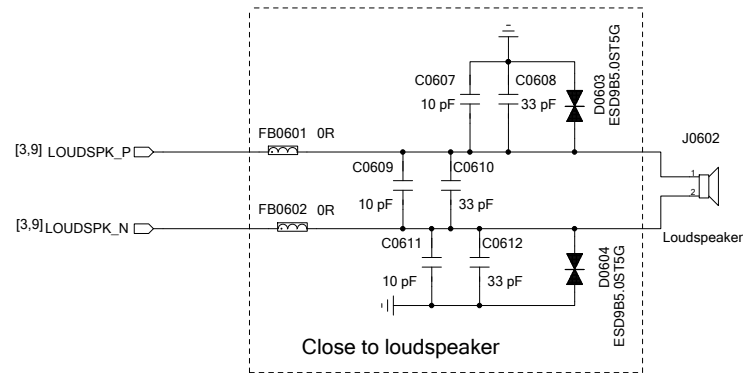 C0607
10 pF
C0608
33 pF
D0603
ESD9B5.0ST5G
[3,9] LOUDSPK_P
FB0601 0R
J0602
1
2
Loudspeaker
C0609
10 pF
C0610
33 pF
[3,9] LOUDSPK_N
FB0602 0R
C0611
10 pF
C0612
33 pF
D0604
ESD9B5.0ST5G
Close to loudspeaker